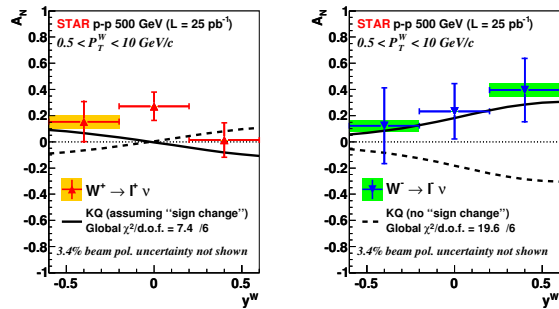 A_N
STAR p-p 500 GeV (L = 25 pb⁻¹)
0.5 < P_T^W < 10 GeV/c
1
0.8
0.6
0.4
0.2
0
-0.2
-0.4
-0.6
-0.8
-1
W⁺ → l⁺ ν
KQ (assuming “sign change”)
Global χ²/d.o.f. = 7.4 /6
3.4% beam pol. uncertainty not shown
-0.5 0 0.5
y^W
A_N
STAR p-p 500 GeV (L = 25 pb⁻¹)
0.5 < P_T^W < 10 GeV/c
1
0.8
0.6
0.4
0.2
0
-0.2
-0.4
-0.6
-0.8
-1
W⁻ → l⁻ ν
KQ (no “sign change”)
Global χ²/d.o.f. = 19.6 /6
3.4% beam pol. uncertainty not shown
-0.5 0 0.5
y^W